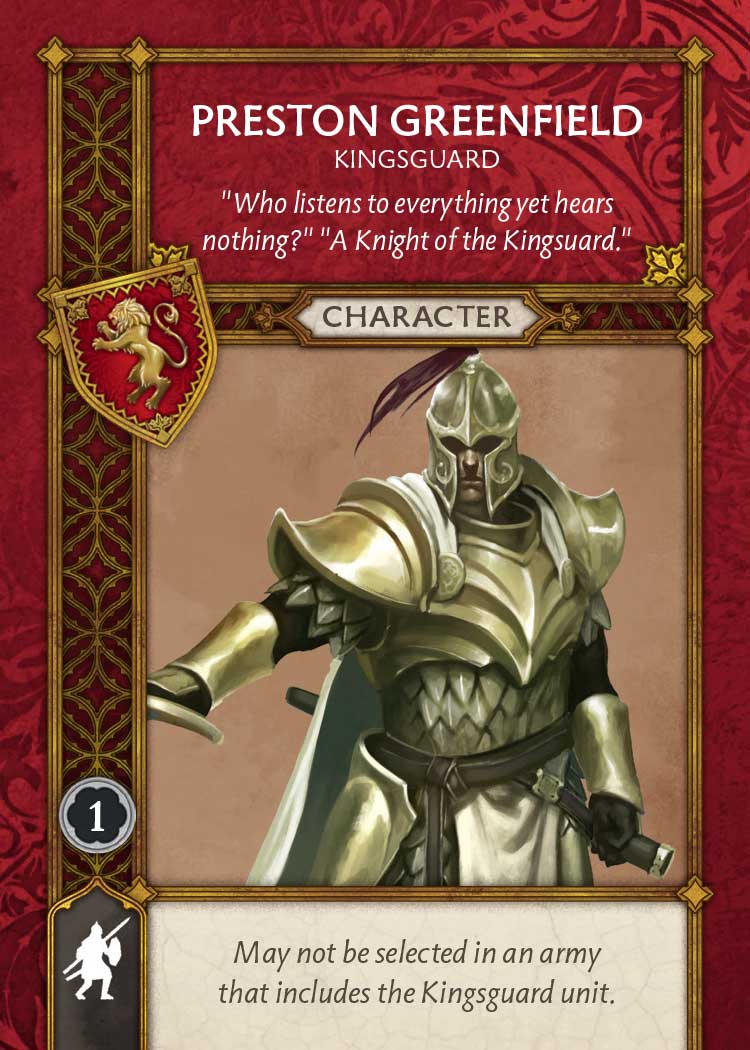 PRESTON GREENFIELD
KINGSGUARD
"Who listens to everything yet hears
nothing?" "A Knight of the Kingsuard."
CHARACTER
1
May not be selected in an army
that includes the Kingsguard unit.